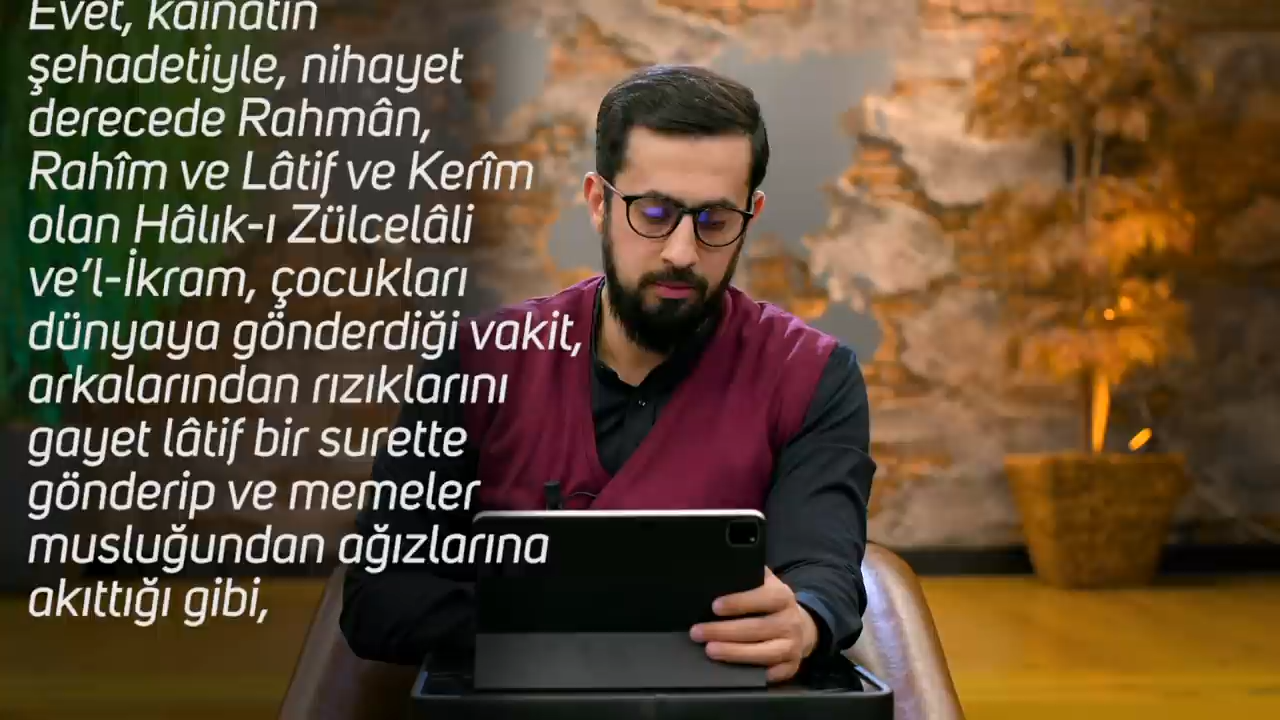 Evet, kâinatın
şehadetiyle, nihayet
derecede Rahmân,
Rahîm ve Lâtif ve Kerîm
olan Hâlık-ı Zülcelâli
ve’l-İkram, çocukları
dünyaya gönderdiği vakit,
arkalarından rızıklarını
gayet lâtif bir surette
gönderip ve memeler
musluğundan ağızlarına
akıttığı gibi,